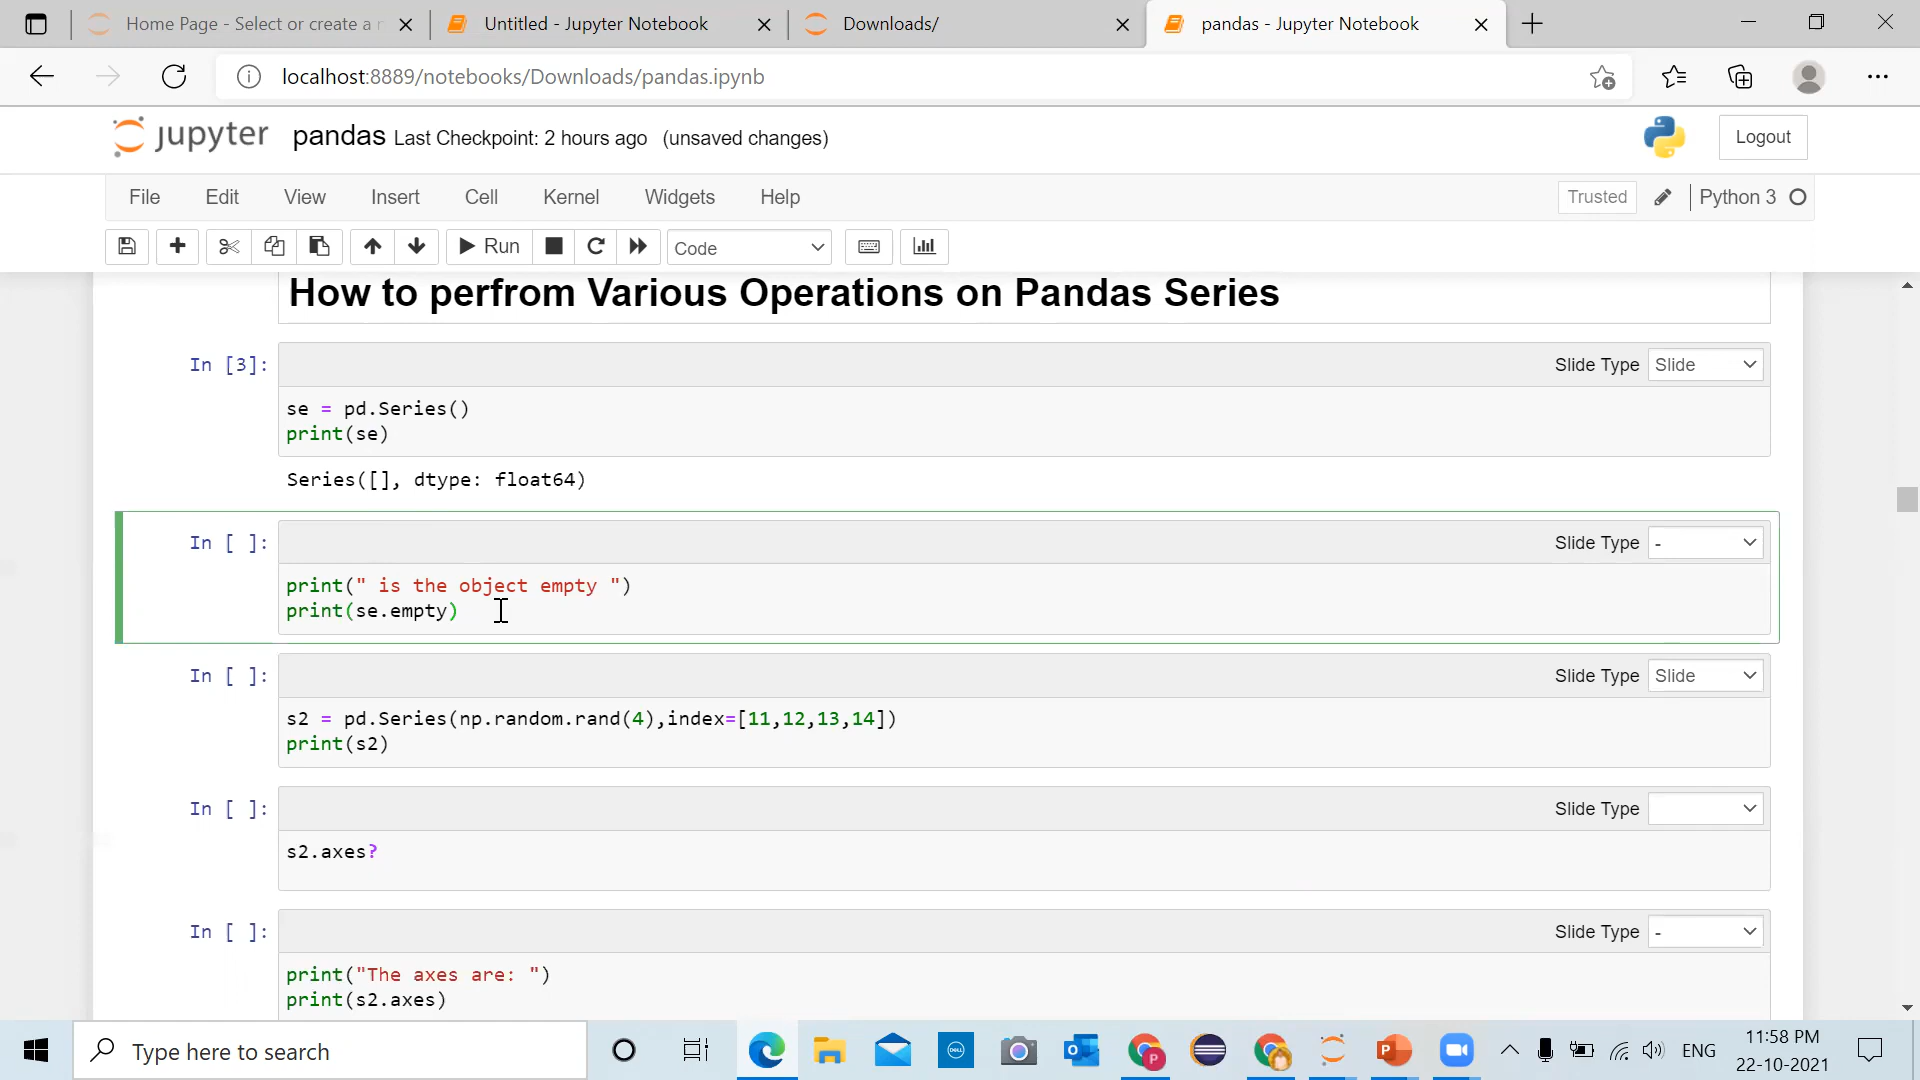 Home Page - Select or create a n
Untitled - Jupyter Notebook
Downloads/
pandas - Jupyter Notebook
localhost:8889/notebooks/Downloads/pandas.ipynb
jupyter pandas Last Checkpoint: 2 hours ago (unsaved changes)
Logout
File Edit View Insert Cell Kernel Widgets Help
Trusted Python 3
Run Code
How to perfrom Various Operations on Pandas Series
In [3]:
Slide Type Slide
se = pd.Series()
print(se)
Series([], dtype: float64)
In [ ]:
Slide Type -
print(" is the object empty ")
print(se.empty)
In [ ]:
Slide Type Slide
s2 = pd.Series(np.random.rand(4),index=[11,12,13,14])
print(s2)
In [ ]:
Slide Type
s2.axes?
In [ ]:
Slide Type -
print("The axes are: ")
print(s2.axes)
Type here to search
DELL
P
P
ENG
11:58 PM
22-10-2021